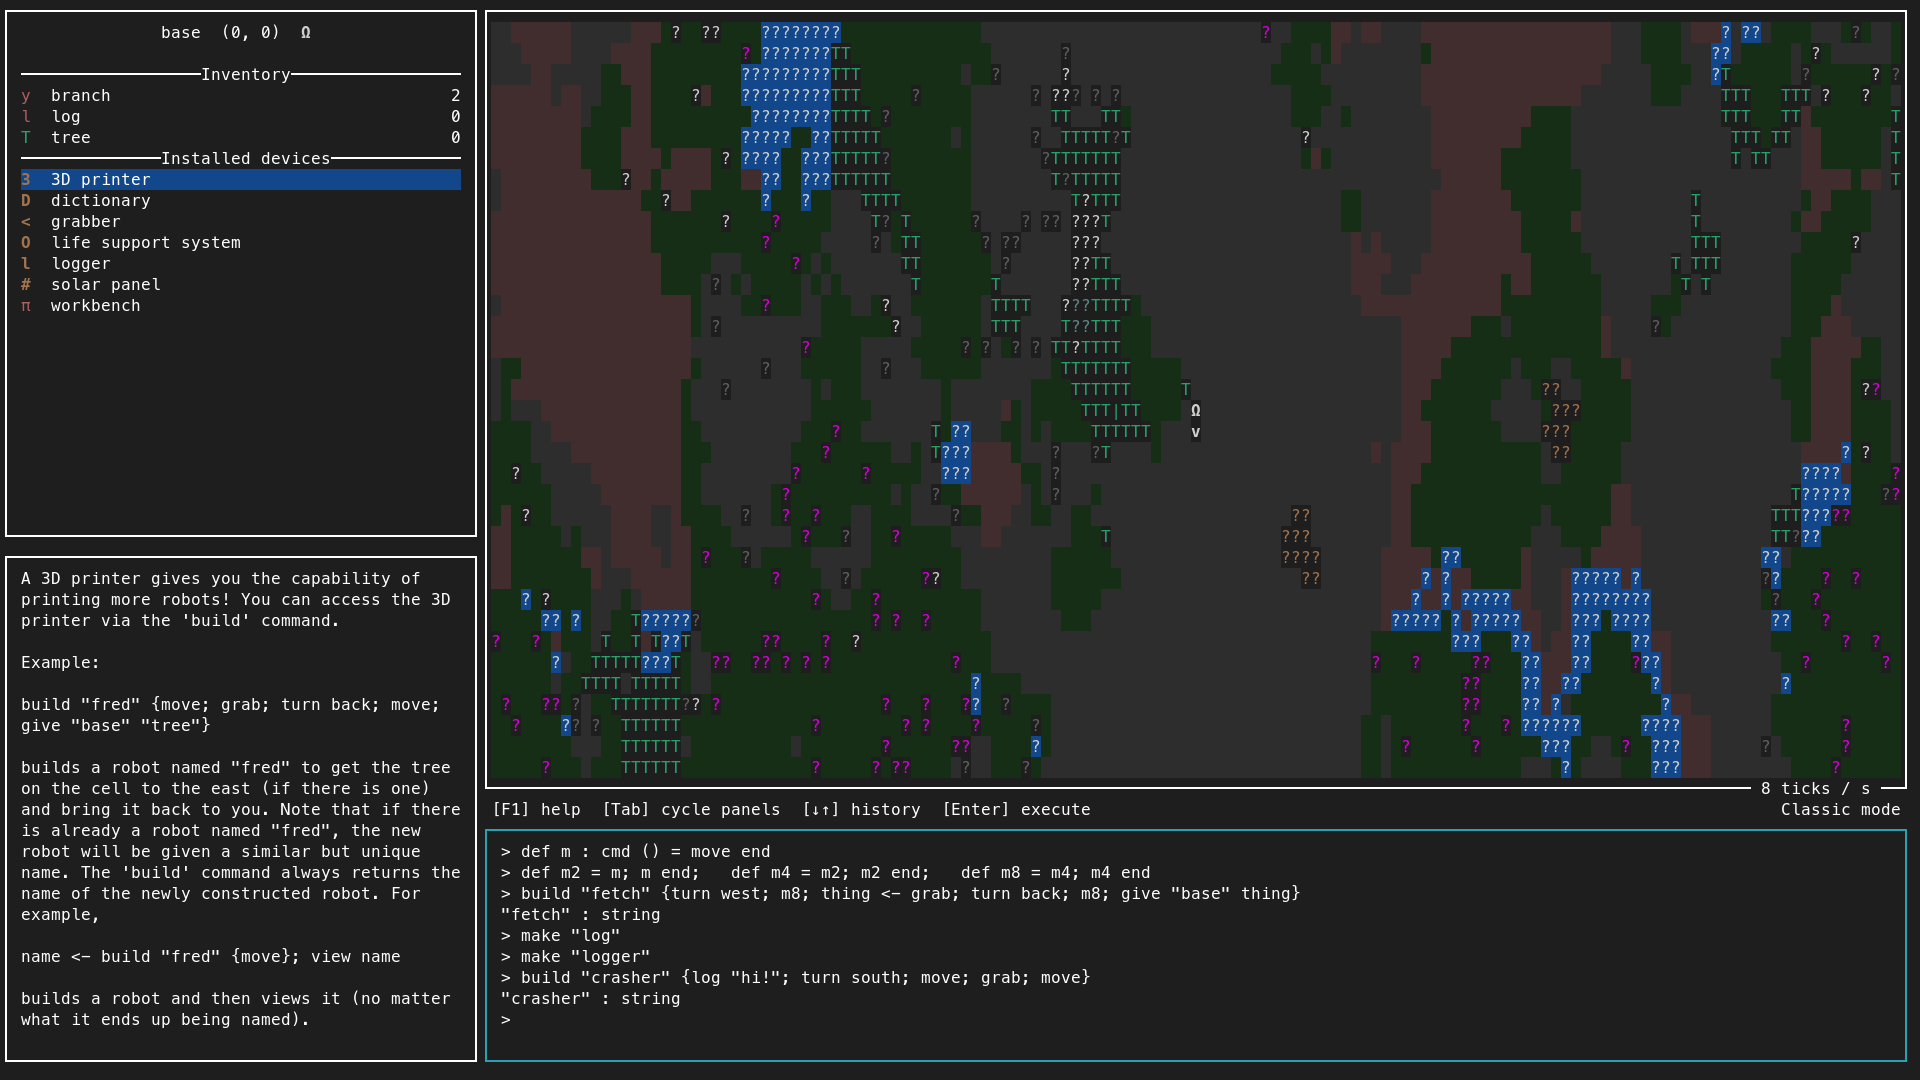 base (0, 0) Ω
Inventory
y branch 2
l log 0
T tree 0
Installed devices
3 3D printer
D dictionary
< grabber
O life support system
l logger
# solar panel
π workbench
A 3D printer gives you the capability of
printing more robots! You can access the 3D
printer via the 'build' command.
Example:
build "fred" {move; grab; turn back; move;
give "base" "tree"}
builds a robot named "fred" to get the tree
on the cell to the east (if there is one)
and bring it back to you. Note that if there
is already a robot named "fred", the new
robot will be given a similar but unique
name. The 'build' command always returns the
name of the newly constructed robot. For
example,
name <- build "fred" {move}; view name
builds a robot and then views it (no matter
what it ends up being named).
8 ticks / s
[F1] help [Tab] cycle panels [↓↑] history [Enter] execute
Classic mode
> def m : cmd () = move end
> def m2 = m; m end;   def m4 = m2; m2 end;   def m8 = m4; m4 end
> build "fetch" {turn west; m8; thing <- grab; turn back; m8; give "base" thing}
"fetch" : string
> make "log"
> make "logger"
> build "crasher" {log "hi!"; turn south; move; grab; move}
"crasher" : string
>